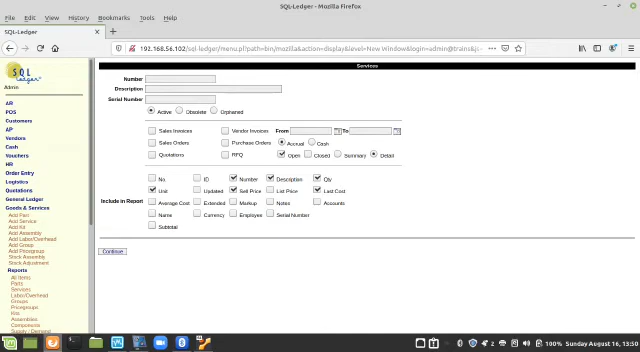 SQL-Ledger - Mozilla Firefox
File Edit View History Bookmarks Tools Help
SQL-Ledger
192.168.56.102/sql-ledger/menu.pl?path=bin/mozilla&action=display&level=New Window&login=admin@trains&js-
SQL
Ledger
Admin
AR
POS
Customers
AP
Vendors
Cash
Vouchers
HR
Order Entry
Logistics
Quotations
General Ledger
Goods & Services
Add Part
Add Service
Add Kit
Add Assembly
Add Labor/Overhead
Add Group
Add Pricegroup
Stock Assembly
Stock Adjustment
Reports
All Items
Parts
Services
Labor/Overhead
Groups
Pricegroups
Kits
Assemblies
Components
Supply / Demand
Services
Number
Description
Serial Number
Active Obsolete Orphaned
Sales Invoices Vendor Invoices From To
Sales Orders Purchase Orders Accrual Cash
Quotations RFQ Open Closed Summary Detail
Include in Report
No. ID Number Description Qty
Unit Updated Sell Price List Price Last Cost
Average Cost Extended Markup Notes Accounts
Name Currency Employee Serial Number
Subtotal
Continue
2 100% Sunday August 16, 13:50